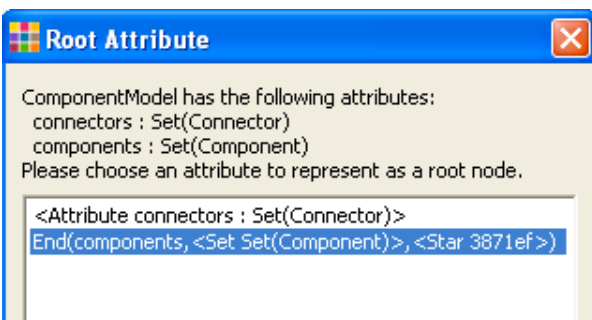 Root Attribute
ComponentModel has the following attributes:
connectors : Set(Connector)
components : Set(Component)
Please choose an attribute to represent as a root node.
<Attribute connectors : Set(Connector)>
End(components,<Set Set(Component)>,<Star 3871ef>)